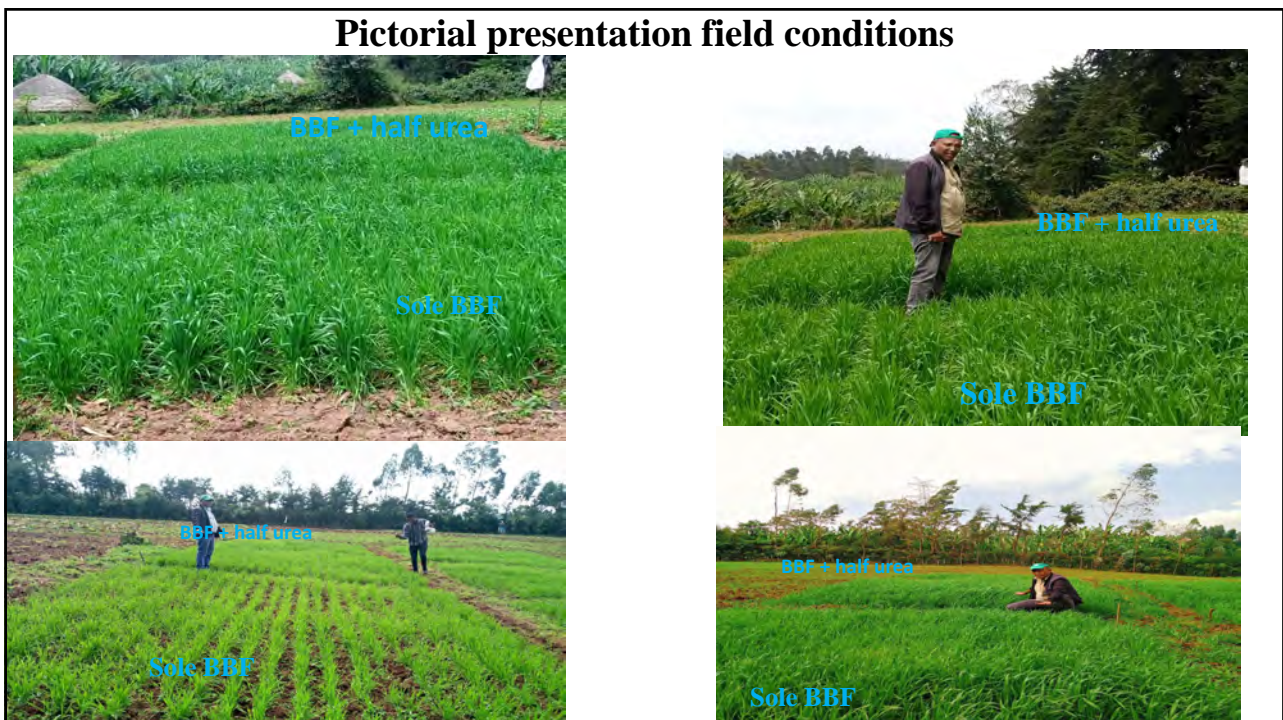 Pictorial presentation field conditions
BBF + half urea
Sole BBF
BBF + half urea
Sole BBF
BBF + half urea
Sole BBF
BBF + half urea
Sole BBF